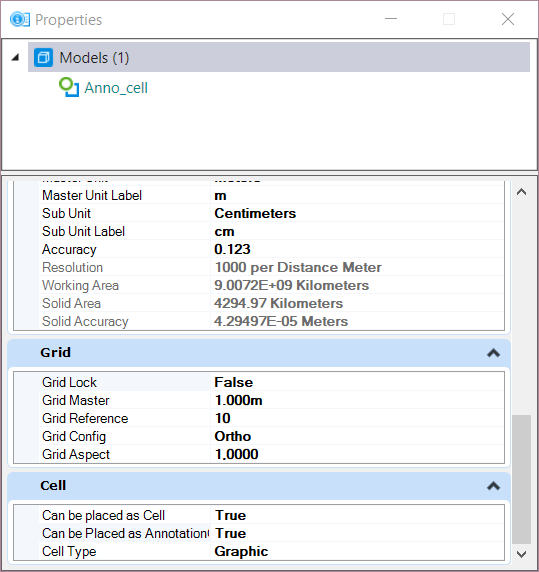 Properties
Models (1)
Anno_cell
Master Unit Label m
Sub Unit Centimeters
Sub Unit Label cm
Accuracy 0.123
Resolution 1000 per Distance Meter
Working Area 9.0072E+09 Kilometers
Solid Area 4294.97 Kilometers
Solid Accuracy 4.29497E-05 Meters
Grid
Grid Lock False
Grid Master 1.000m
Grid Reference 10
Grid Config Ortho
Grid Aspect 1.0000
Cell
Can be placed as Cell True
Can be Placed as Annotation True
Cell Type Graphic